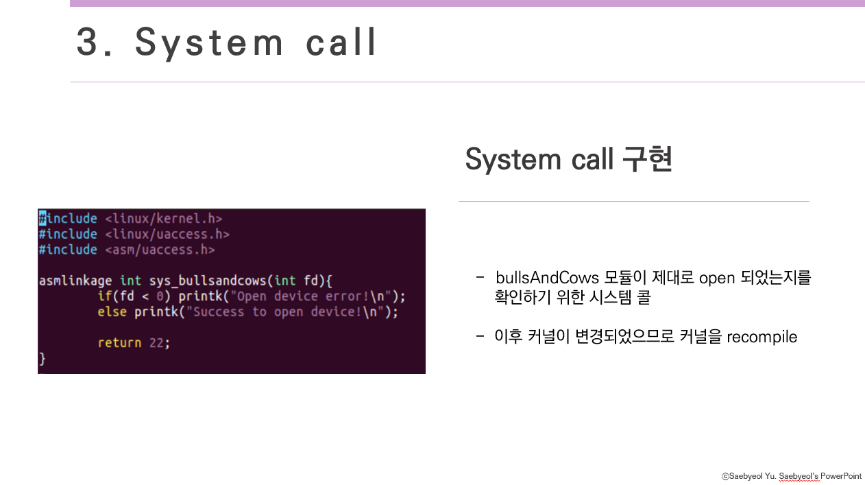 3. System call
System call 구현
#include <linux/kernel.h>
#include <linux/uaccess.h>
#include <asm/uaccess.h>
asmlinkage int sys_bullsandcows(int fd){
if(fd < 0) printk("Open device error!\n");
else printk("Success to open device!\n");
return 22;
}
- bullsAndCows 모듈이 제대로 open 되었는지를
확인하기 위한 시스템 콜
- 이후 커널이 변경되었으므로 커널을 recompile
ⓒSaebyeol Yu. Saebyeol's PowerPoint